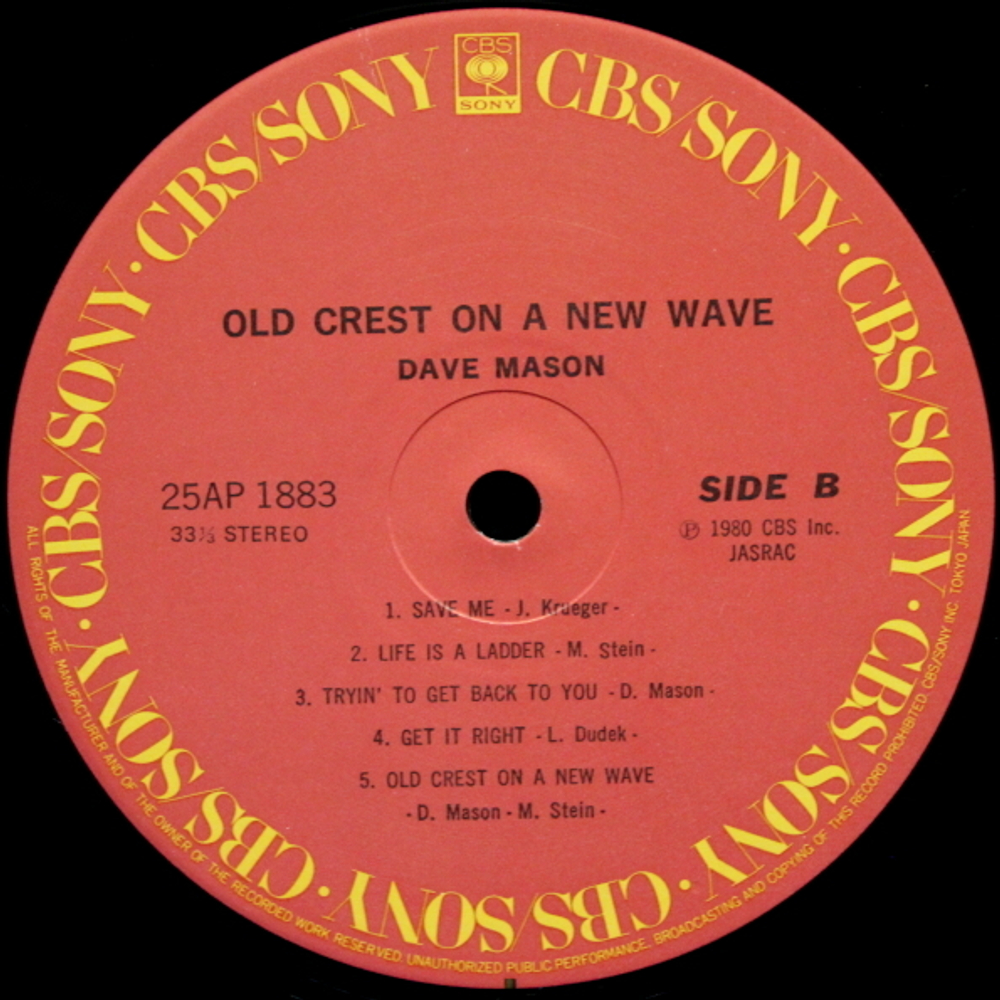 CBS
SONY
CBS/SONY · CBS/SONY · CBS/SONY · CBS/SONY · CBS/SONY · CBS/SONY · CBS/SONY · CBS/SONY
OLD CREST ON A NEW WAVE
DAVE MASON
25AP 1883
33⅓ STEREO
SIDE B
Ⓟ 1980 CBS Inc.
JASRAC
1. SAVE ME - J. Krueger -
2. LIFE IS A LADDER - M. Stein -
3. TRYIN' TO GET BACK TO YOU - D. Mason -
4. GET IT RIGHT - L. Dudek -
5. OLD CREST ON A NEW WAVE
- D. Mason - M. Stein -
ALL RIGHTS OF THE MANUFACTURER AND OF THE OWNER OF THE RECORDED WORK RESERVED. UNAUTHORIZED PUBLIC PERFORMANCE, BROADCASTING AND COPYING OF THIS RECORD PROHIBITED. CBS/SONY INC. TOKYO JAPAN.